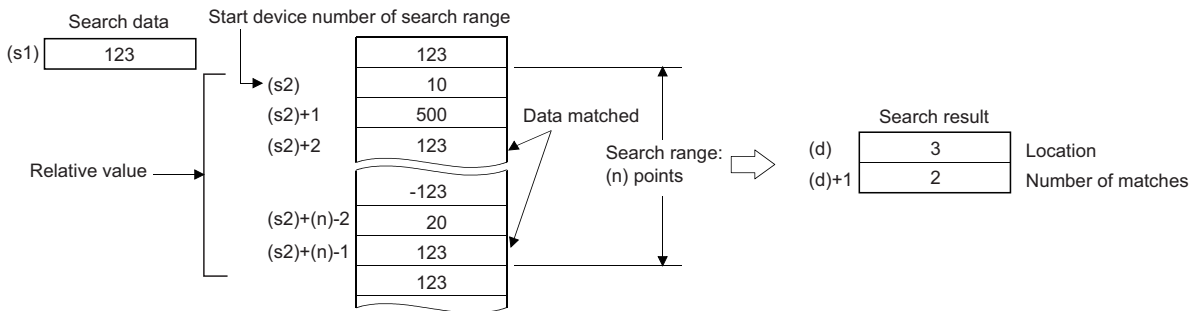 Search data
(s1)
123
Start device number of search range
Relative value
123
(s2)
10
(s2)+1
500
(s2)+2
123
-123
(s2)+(n)-2
20
(s2)+(n)-1
123
123
Data matched
Search range:
(n) points
Search result
(d)
3
Location
(d)+1
2
Number of matches